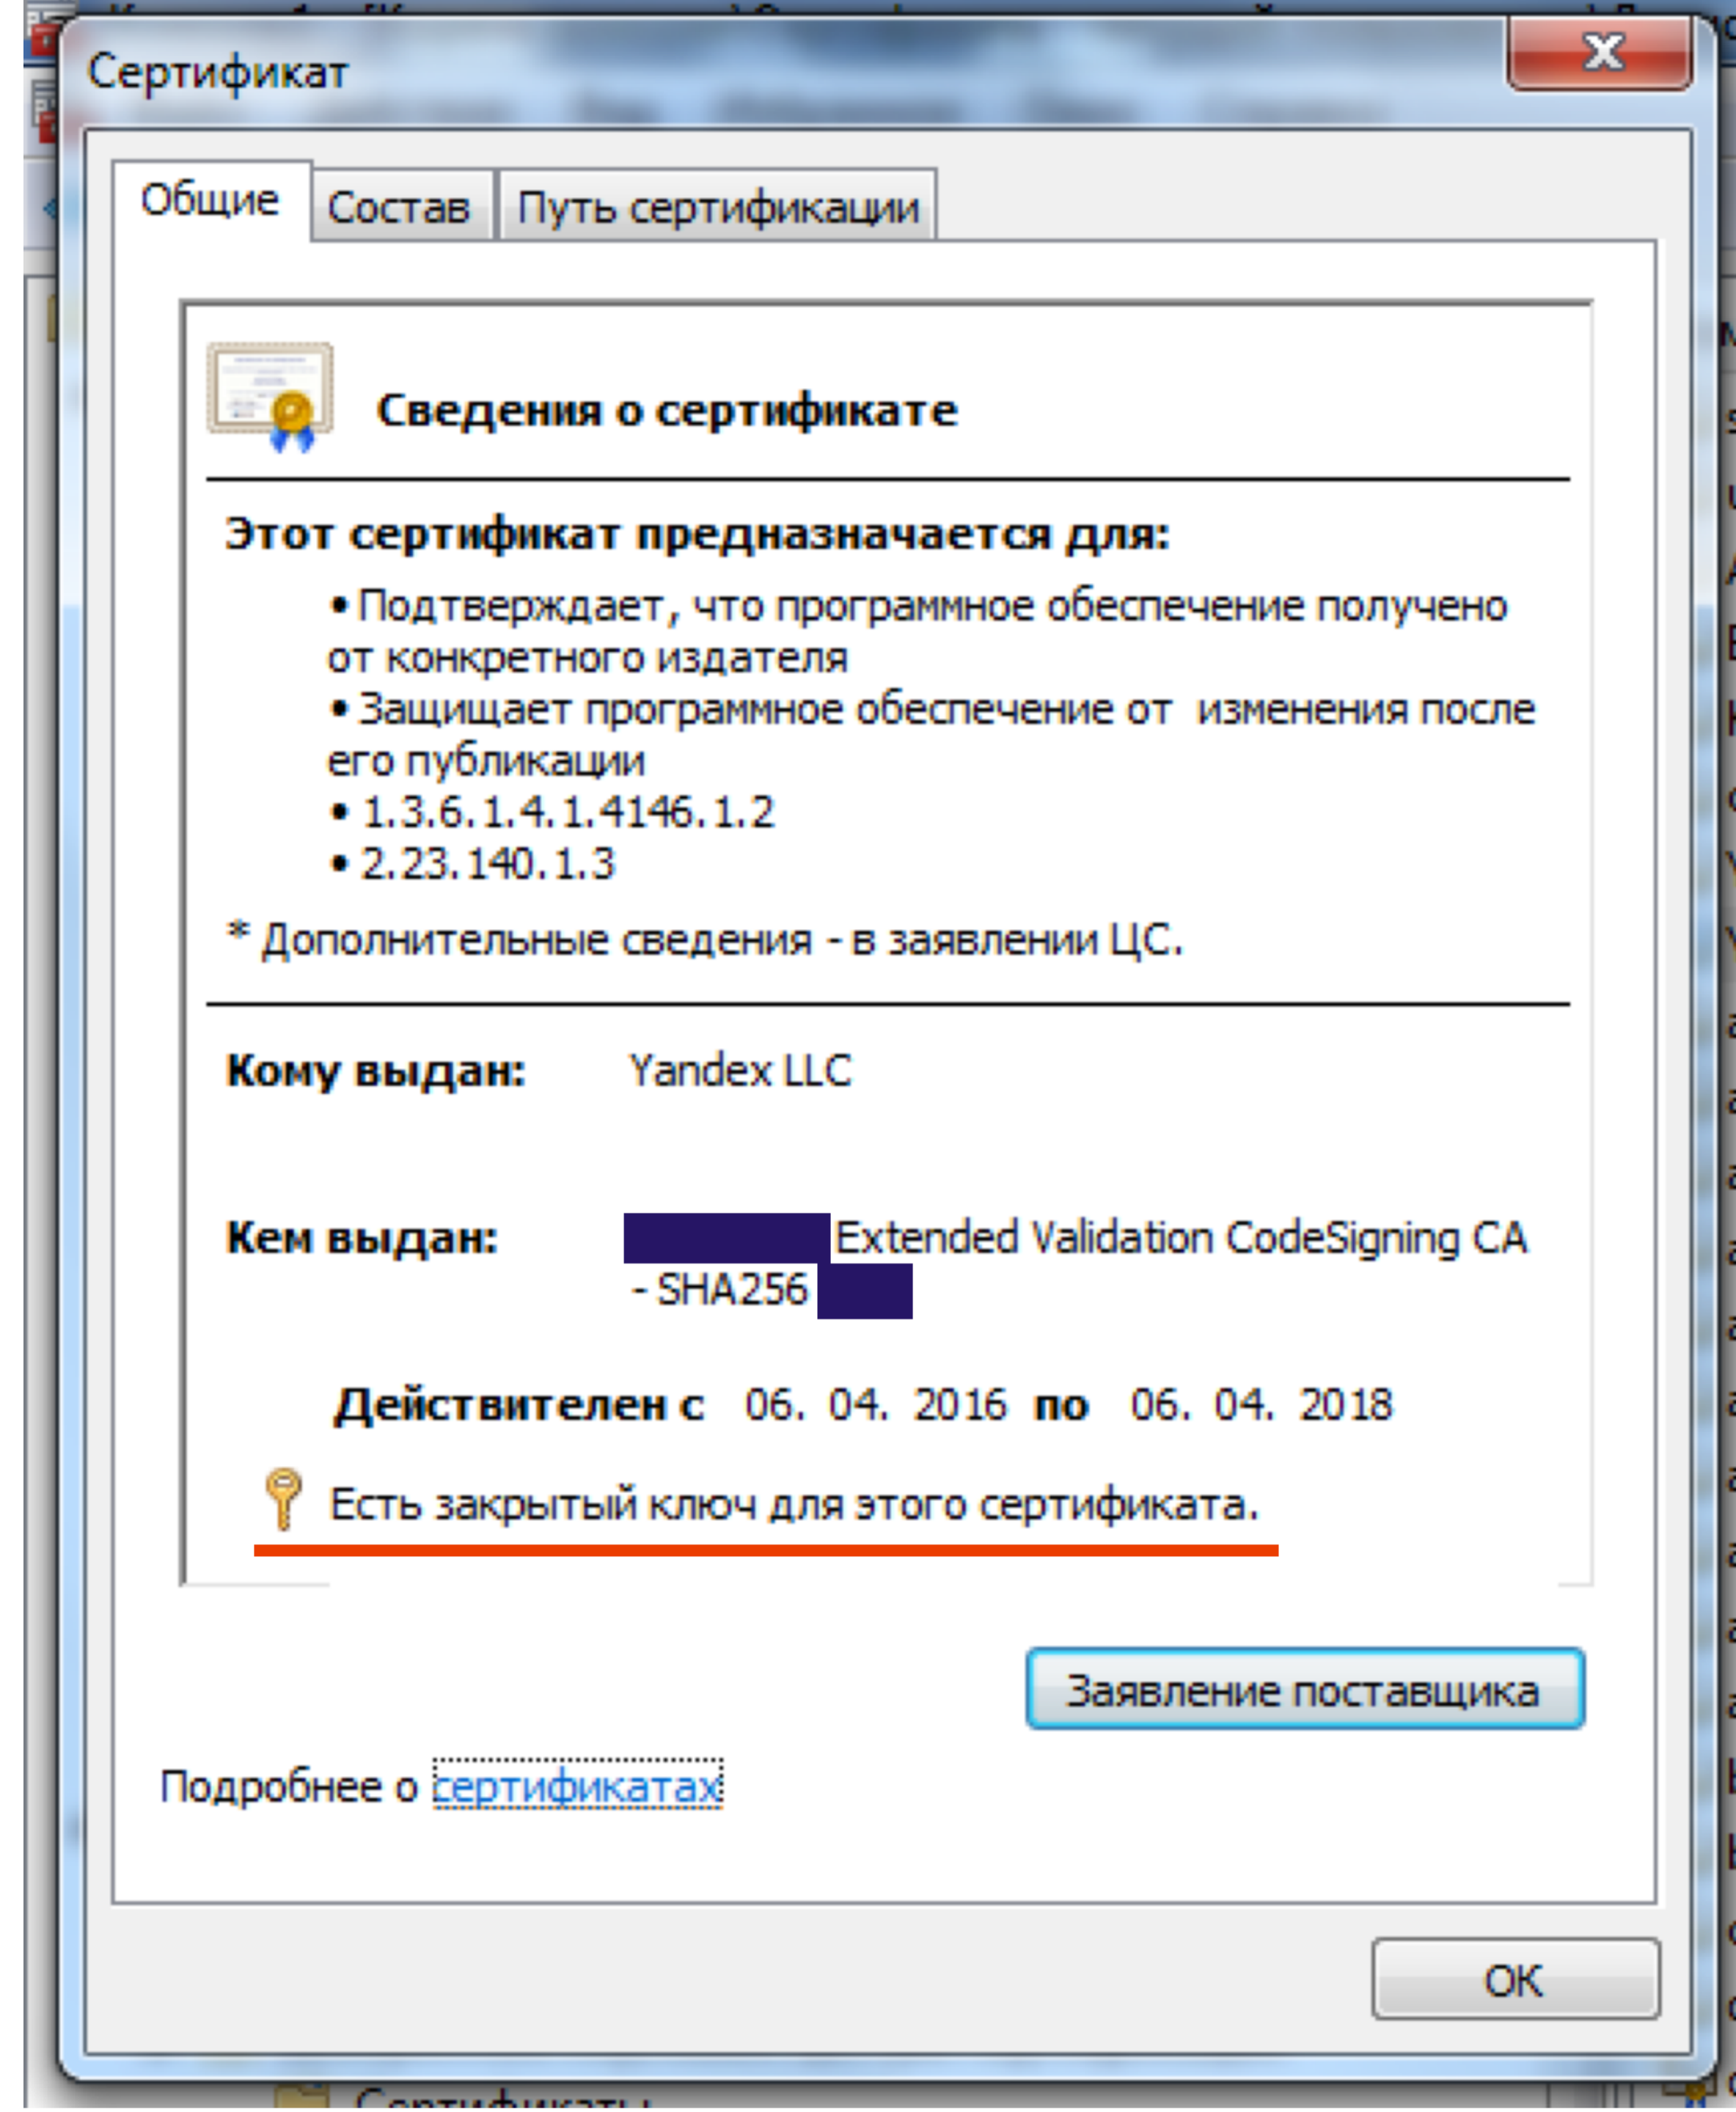 Сертификат
Общие Состав Путь сертификации
Сведения о сертификате
Этот сертификат предназначается для:
• Подтверждает, что программное обеспечение получено
от конкретного издателя
• Защищает программное обеспечение от изменения после
его публикации
• 1.3.6.1.4.1.4146.1.2
• 2.23.140.1.3
* Дополнительные сведения - в заявлении ЦС.
Кому выдан: Yandex LLC
Кем выдан: Extended Validation CodeSigning CA
- SHA256
Действителен с 06. 04. 2016 по 06. 04. 2018
Есть закрытый ключ для этого сертификата.
Заявление поставщика
Подробнее о сертификатах
ОК
Сертификаты